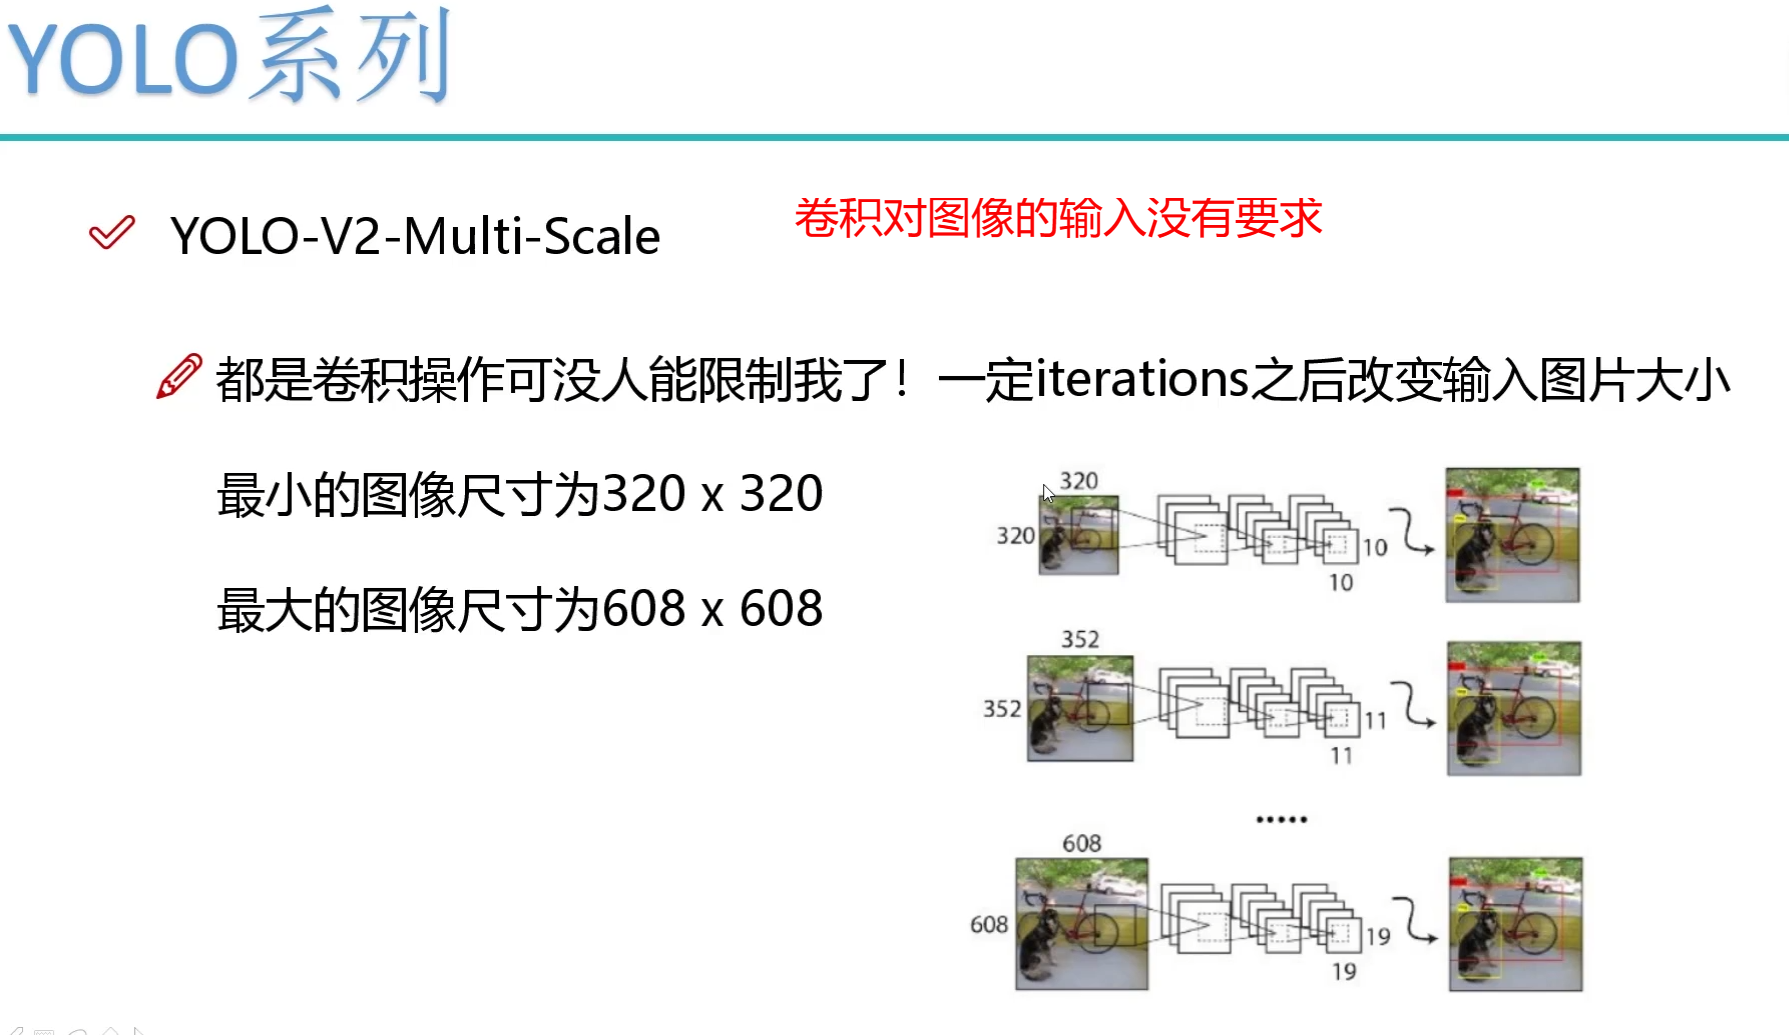 YOLO系列
YOLO-V2-Multi-Scale
卷积对图像的输入没有要求
都是卷积操作可没人能限制我了！一定iterations之后改变输入图片大小
最小的图像尺寸为320 x 320
最大的图像尺寸为608 x 608
320
320
10
10
352
352
11
11
.....
608
608
19
19